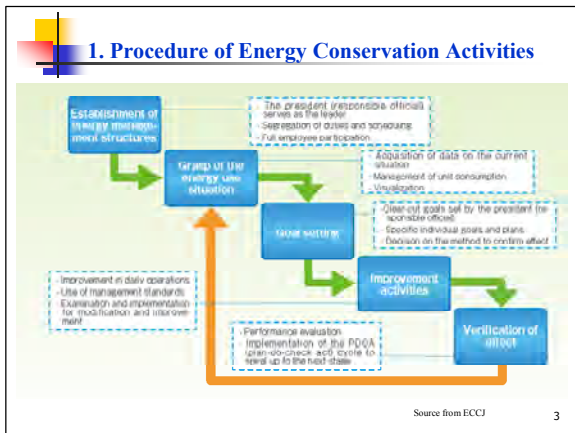 1. Procedure of Energy Conservation Activities
Establishment of
energy manage-
ment structures
- The president (responsible official)
serves as the leader
- Segregation of duties and scheduling
- Full employee participation
Grasp of the
energy use
situation
- Acquisition of data on the current
situation
- Management of unit consumption
- Visualization
Goal setting
- Clear-cut goals set by the president (re-
sponsible official)
- Specific individual goals and plans
- Decision on the method to confirm effect
- Improvement in daily operations
- Use of management standards
- Examination and implementation
for modification and improve-
ment
Improvement
activities
- Performance evaluation
- Implementation of the PDCA
(plan-do-check act) cycle to
spiral up to the next stage
Verification of
effect
Source from ECCJ
3